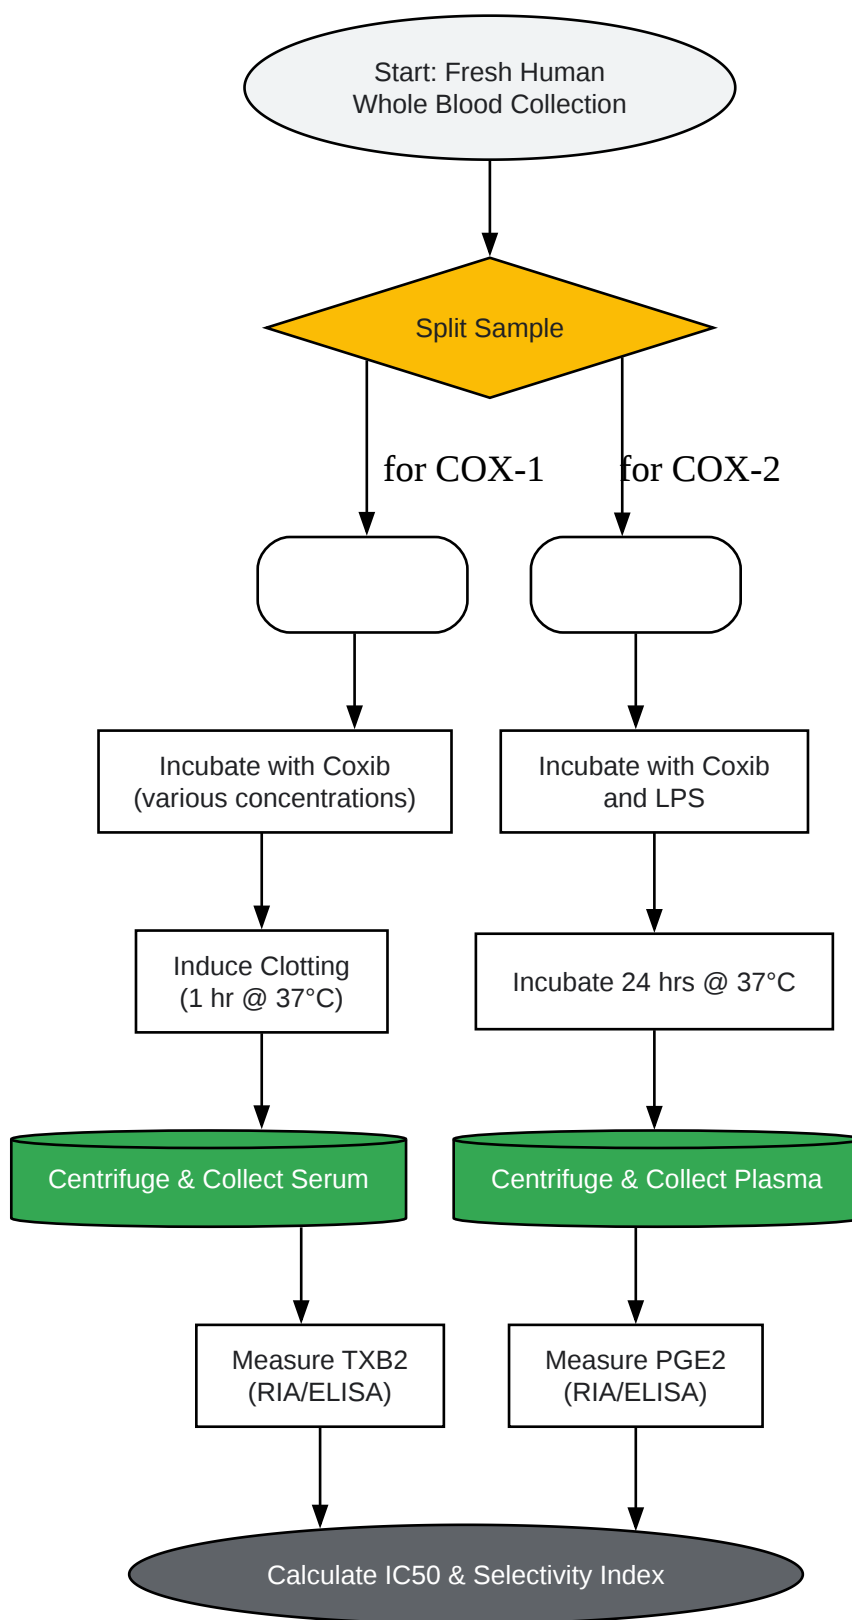 Start: Fresh Human
Whole Blood Collection
Split Sample
for COX-1
for COX-2
Incubate with Coxib
(various concentrations)
Incubate with Coxib
and LPS
Induce Clotting
(1 hr @ 37°C)
Incubate 24 hrs @ 37°C
Centrifuge & Collect Serum
Centrifuge & Collect Plasma
Measure TXB2
(RIA/ELISA)
Measure PGE2
(RIA/ELISA)
Calculate IC50 & Selectivity Index